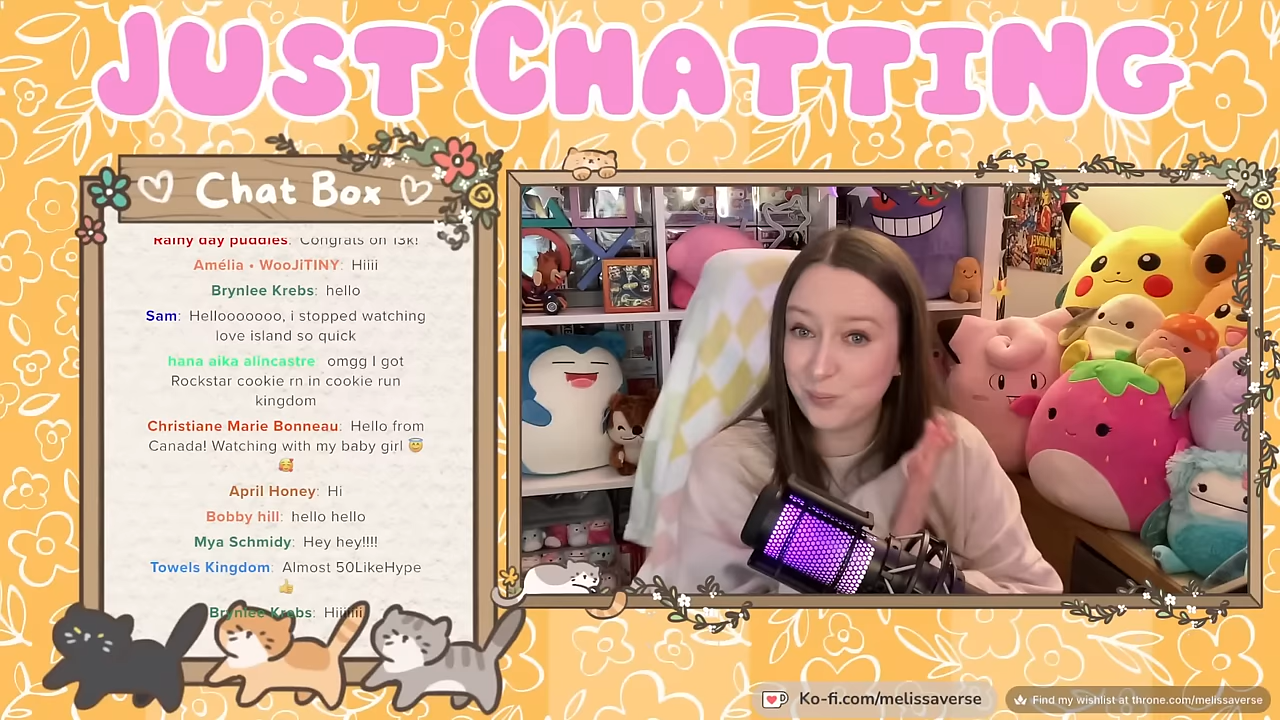 JUST CHATTING
Chat Box
Rainy day puddles: Congrats on 13k!
Amélia • WooJiTINY: Hiiii
Brynlee Krebs: hello
Sam: Hellooooooo, i stopped watching
love island so quick
hana aika alincastre omgg I got
Rockstar cookie rn in cookie run
kingdom
Christiane Marie Bonneau: Hello from
Canada! Watching with my baby girl 😇
🥰
April Honey: Hi
Bobby hill: hello hello
Mya Schmidy: Hey hey!!!!
Towels Kingdom: Almost 50LikeHype
👍
Brynlee Krebs: Hiiiiiii
Ko-fi.com/melissaverse
Find my wishlist at throne.com/melissaverse